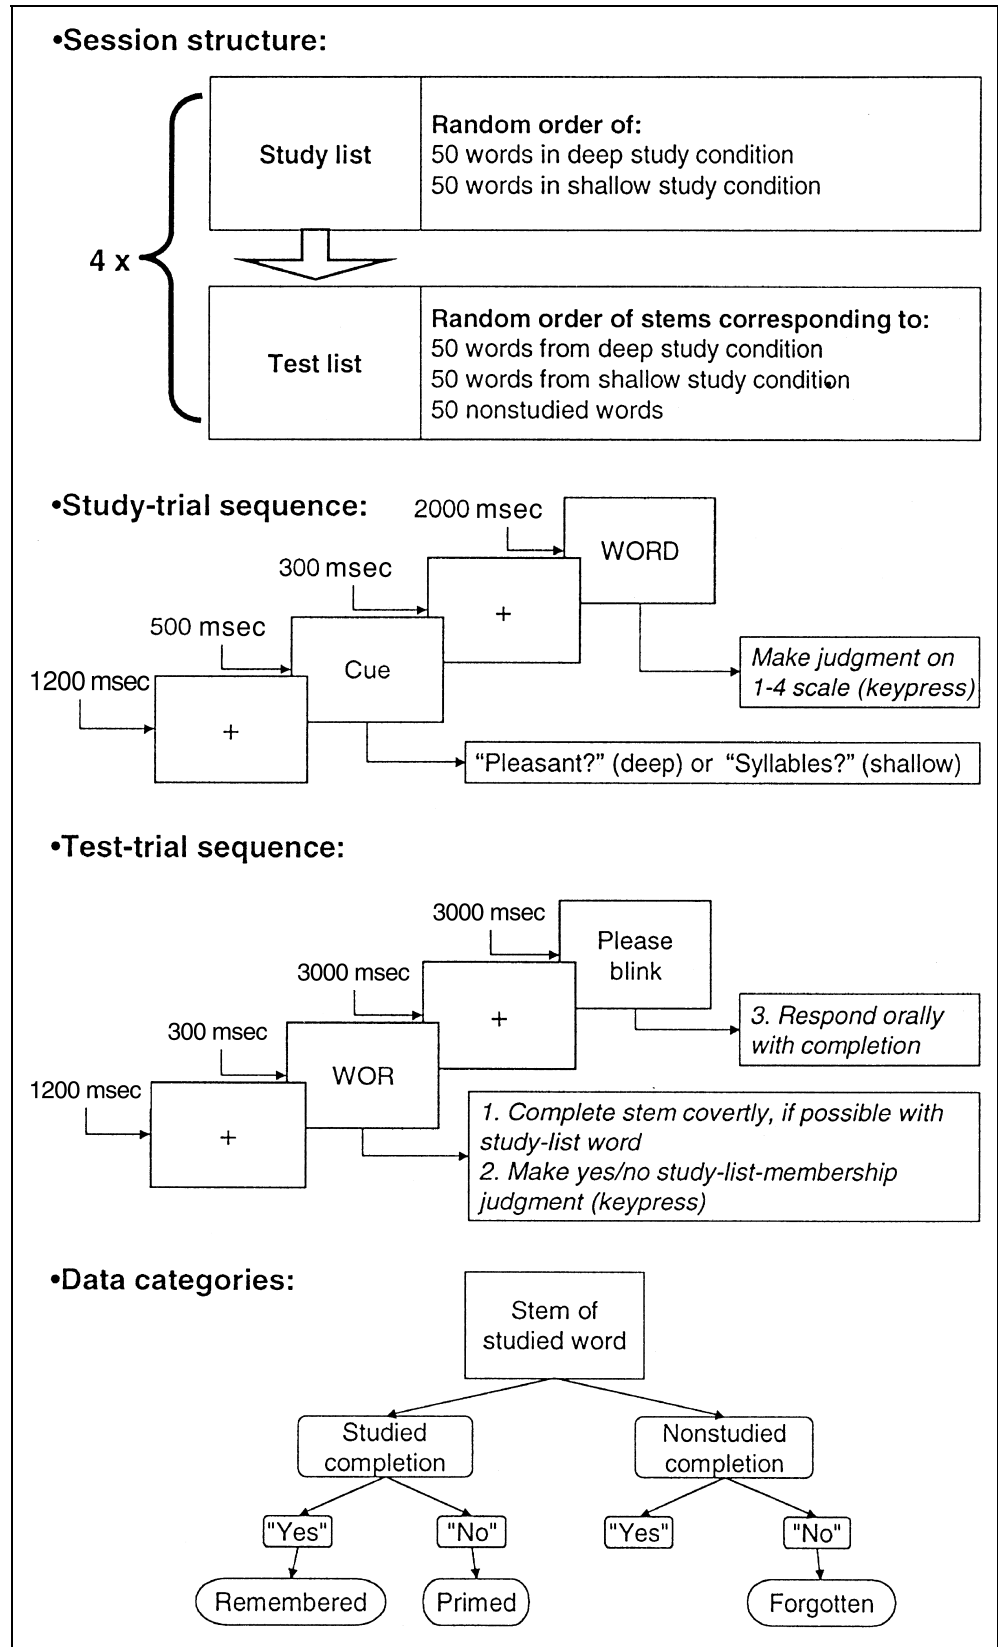 •Session structure:
4 x
Study list
Random order of:
50 words in deep study condition
50 words in shallow study condition
Test list
Random order of stems corresponding to:
50 words from deep study condition
50 words from shallow study condition
50 nonstudied words
•Study-trial sequence:
2000 msec
WORD
300 msec
+
500 msec
Cue
1200 msec
+
Make judgment on
1-4 scale (keypress)
“Pleasant?” (deep) or “Syllables?” (shallow)
•Test-trial sequence:
3000 msec
Please
blink
3000 msec
+
300 msec
WOR
1200 msec
+
3. Respond orally
with completion
1. Complete stem covertly, if possible with
study-list word
2. Make yes/no study-list-membership
judgment (keypress)
•Data categories:
Stem of
studied word
Studied
completion
Nonstudied
completion
"Yes"
"No"
"Yes"
"No"
Remembered
Primed
Forgotten